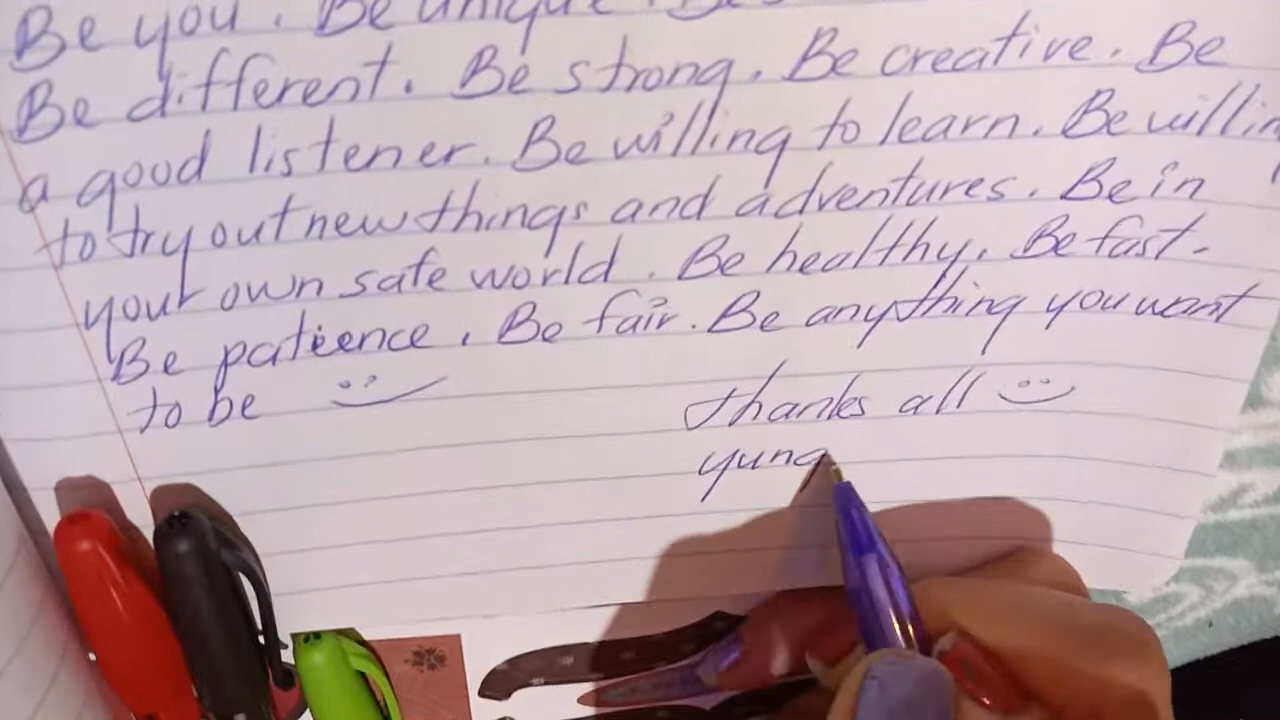 Be you. Be unique.
Be different. Be strong. Be creative. Be
a good listener. Be willing to learn. Be willin
to try out new things and adventures. Be in
your own safe world. Be healthy. Be fast.
Be patience. Be fair. Be anything you want
to be
thanks all
yung